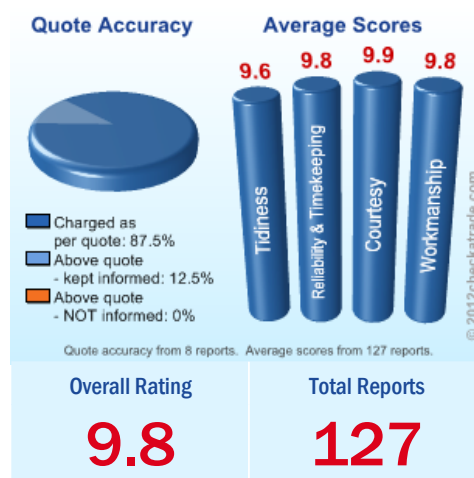 Quote Accuracy
Average Scores
9.6
9.8
9.9
9.8
Tidiness
Reliability & Timekeeping
Courtesy
Workmanship
Charged as
per quote: 87.5%
Above quote
- kept informed: 12.5%
Above quote
- NOT informed: 0%
© 2012checkatrade.com
Quote accuracy from 8 reports. Average scores from 127 reports.
Overall Rating
9.8
Total Reports
127